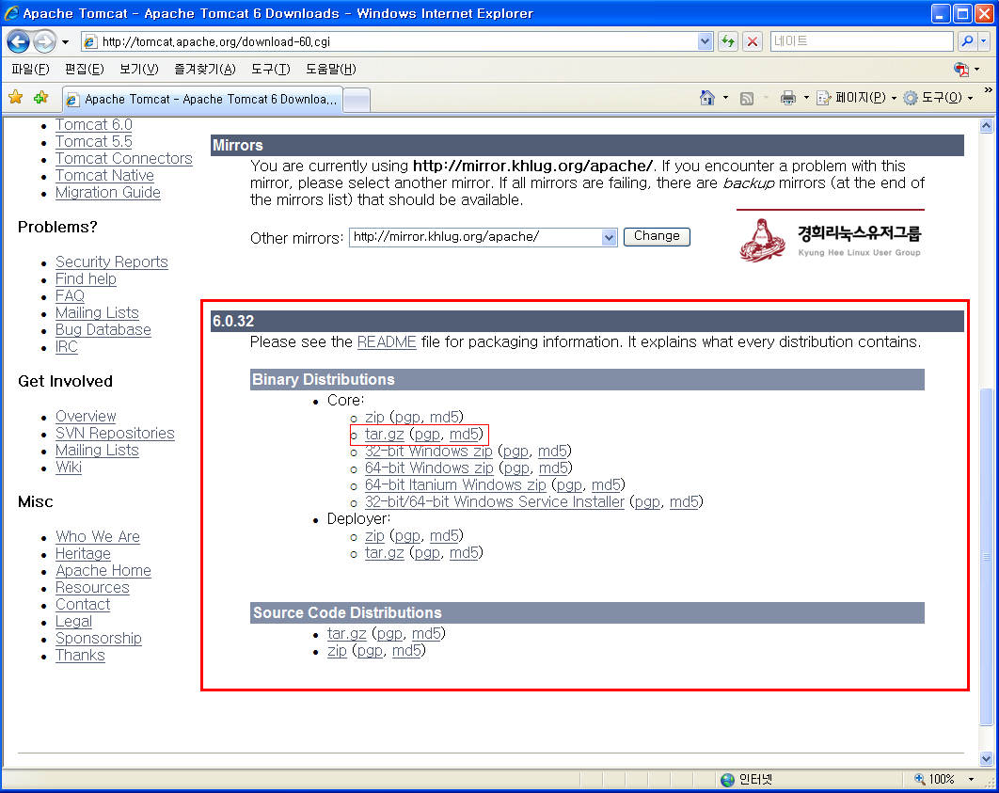 Apache Tomcat - Apache Tomcat 6 Downloads - Windows Internet Explorer
http://tomcat.apache.org/download-60.cgi
네이트
파일(F) 편집(E) 보기(V) 즐겨찾기(A) 도구(T) 도움말(H)
Apache Tomcat - Apache Tomcat 6 Downloa...
페이지(P)
도구(O)
Tomcat 6.0
Tomcat 5.5
Tomcat Connectors
Tomcat Native
Migration Guide
Problems?
Security Reports
Find help
FAQ
Mailing Lists
Bug Database
IRC
Get Involved
Overview
SVN Repositories
Mailing Lists
Wiki
Misc
Who We Are
Heritage
Apache Home
Resources
Contact
Legal
Sponsorship
Thanks
Mirrors
You are currently using http://mirror.khlug.org/apache/. If you encounter a problem with this
mirror, please select another mirror. If all mirrors are failing, there are backup mirrors (at the end of
the mirrors list) that should be available.
Other mirrors: http://mirror.khlug.org/apache/ Change
경희리눅스유저그룹
Kyung Hee Linux User Group
6.0.32
Please see the README file for packaging information. It explains what every distribution contains.
Binary Distributions
Core:
zip (pgp, md5)
tar.gz (pgp, md5)
32-bit Windows zip (pgp, md5)
64-bit Windows zip (pgp, md5)
64-bit Itanium Windows zip (pgp, md5)
32-bit/64-bit Windows Service Installer (pgp, md5)
Deployer:
zip (pgp, md5)
tar.gz (pgp, md5)
Source Code Distributions
tar.gz (pgp, md5)
zip (pgp, md5)
인터넷
100%